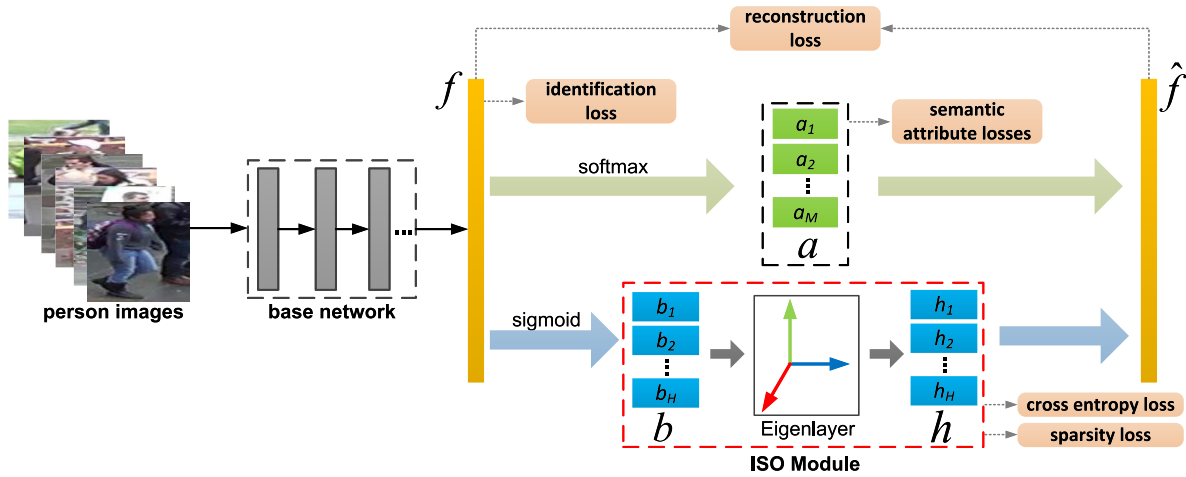 reconstruction
loss
f
identification
loss
f̂
semantic
attribute losses
a1
a2
aM
a
softmax
person images
base network
sigmoid
b1
b2
bH
b
Eigenlayer
h1
h2
hH
h
cross entropy loss
sparsity loss
ISO Module